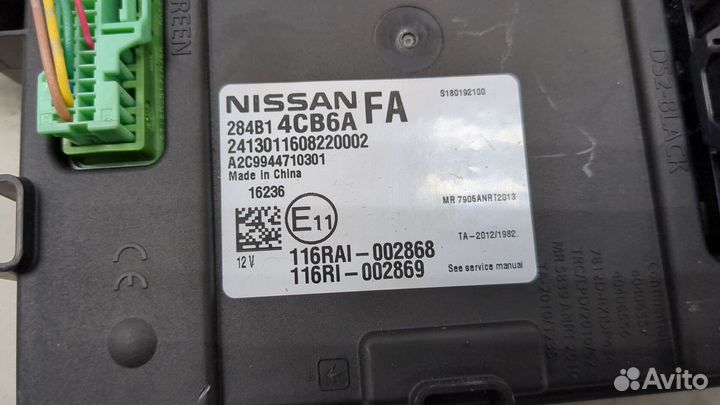 GREEN
NISSAN FA
S180192100
284B1 4CB6A
2413011608220002
A2C9944710301
Made in China
16236
MR 7905ANRT2013
E11
TA-2012/1982
12 V
116RAI-002868
116RI-002869
See service manual
DS2-BLACK
CE
Avito